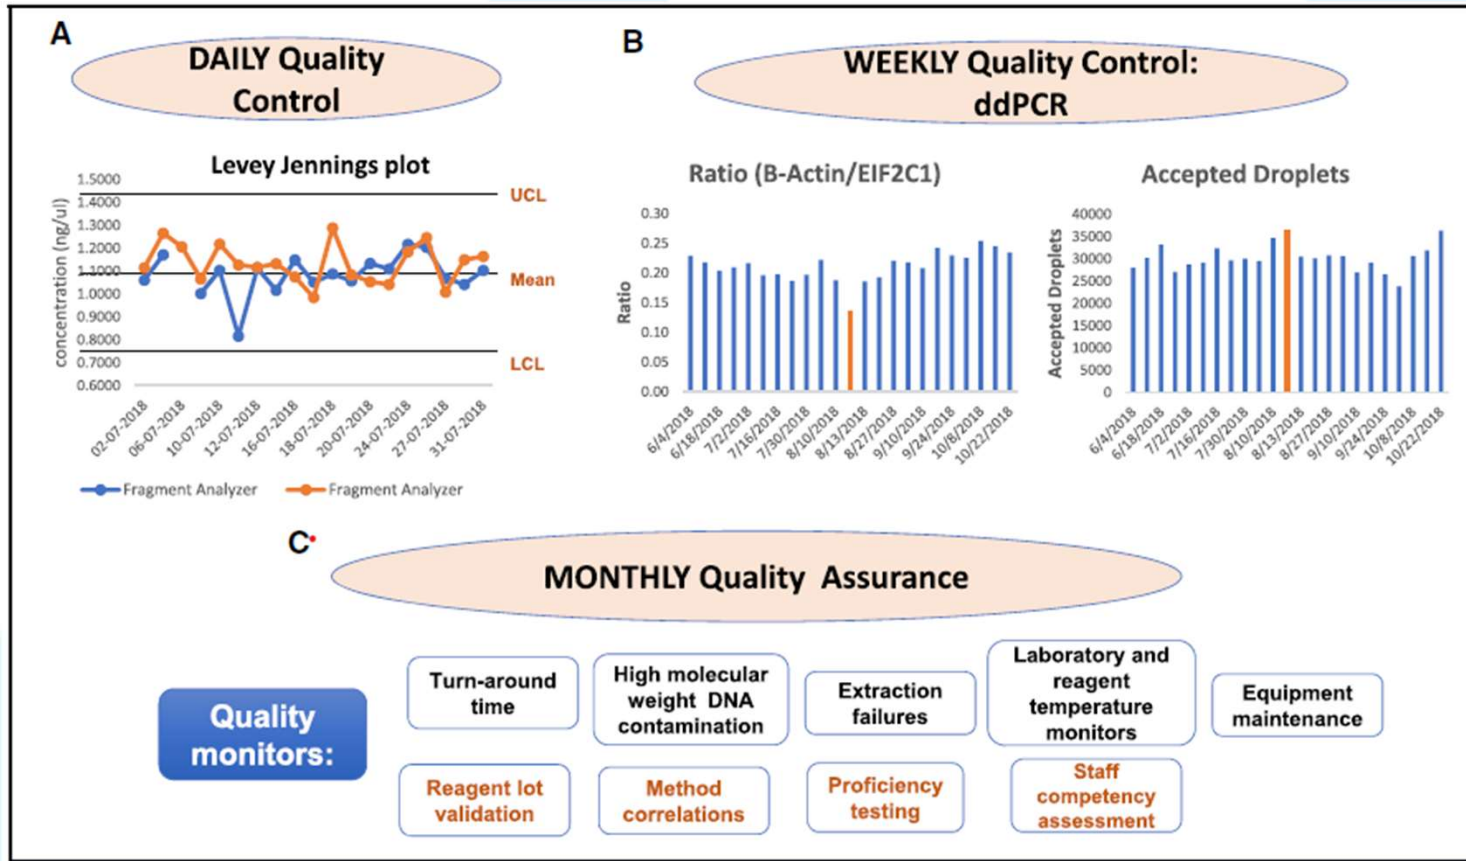 A
DAILY Quality
Control
Levey Jennings plot
concentration (ng/ul)
1.5000
1.4000
1.3000
1.2000
1.1000
1.0000
0.9000
0.8000
0.7000
0.6000
UCL
Mean
LCL
02-07-2018
06-07-2018
10-07-2018
12-07-2018
16-07-2018
18-07-2018
20-07-2018
24-07-2018
27-07-2018
31-07-2018
Fragment Analyzer
Fragment Analyzer
B
WEEKLY Quality Control:
ddPCR
Ratio (B-Actin/EIF2C1)
Ratio
0.30
0.25
0.20
0.15
0.10
0.05
0.00
6/4/2018
6/18/2018
7/2/2018
7/16/2018
7/30/2018
8/10/2018
8/13/2018
8/27/2018
9/10/2018
9/24/2018
10/8/2018
10/22/2018
Accepted Droplets
Accepted Droplets
40000
35000
30000
25000
20000
15000
10000
5000
0
6/4/2018
6/18/2018
7/2/2018
7/16/2018
7/30/2018
8/10/2018
8/13/2018
8/27/2018
9/10/2018
9/24/2018
10/8/2018
10/22/2018
C
MONTHLY Quality Assurance
Quality
monitors:
Turn-around
time
High molecular
weight DNA
contamination
Extraction
failures
Laboratory and
reagent
temperature
monitors
Equipment
maintenance
Reagent lot
validation
Method
correlations
Proficiency
testing
Staff
competency
assessment